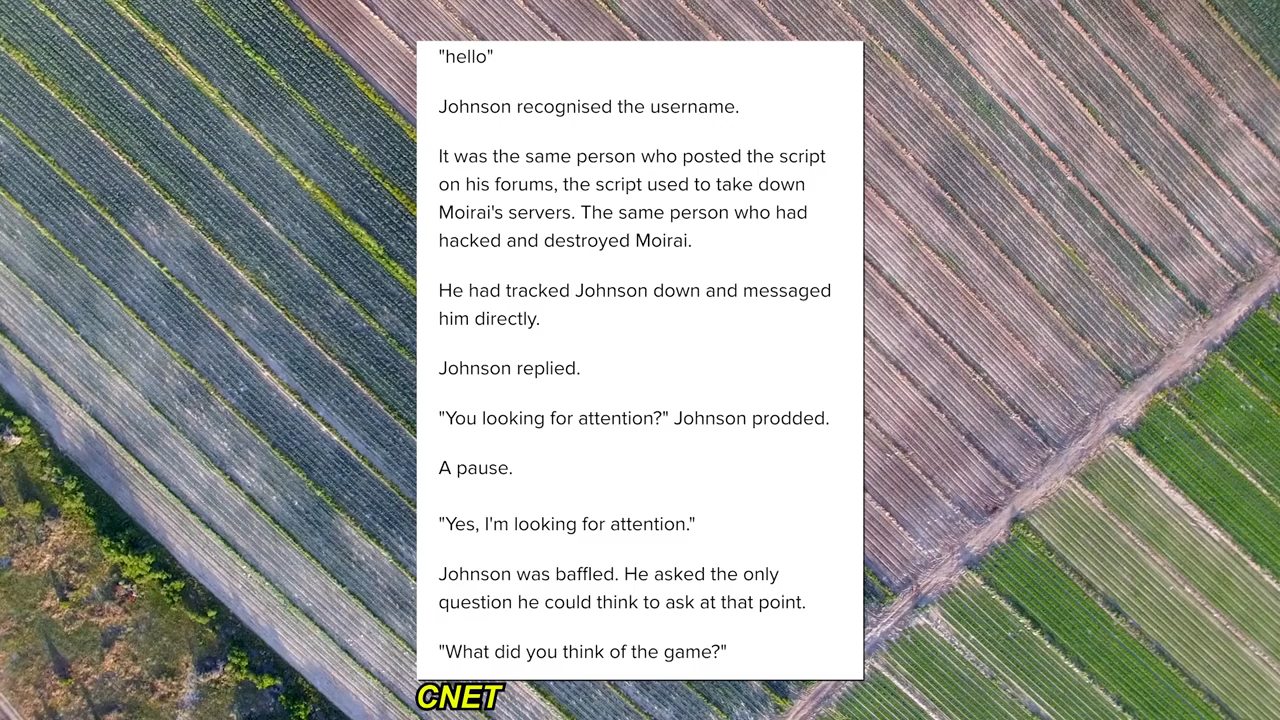 "hello"
Johnson recognised the username.
It was the same person who posted the script
on his forums, the script used to take down
Moirai's servers. The same person who had
hacked and destroyed Moirai.
He had tracked Johnson down and messaged
him directly.
Johnson replied.
"You looking for attention?" Johnson prodded.
A pause.
"Yes, I'm looking for attention."
Johnson was baffled. He asked the only
question he could think to ask at that point.
"What did you think of the game?"
CNET